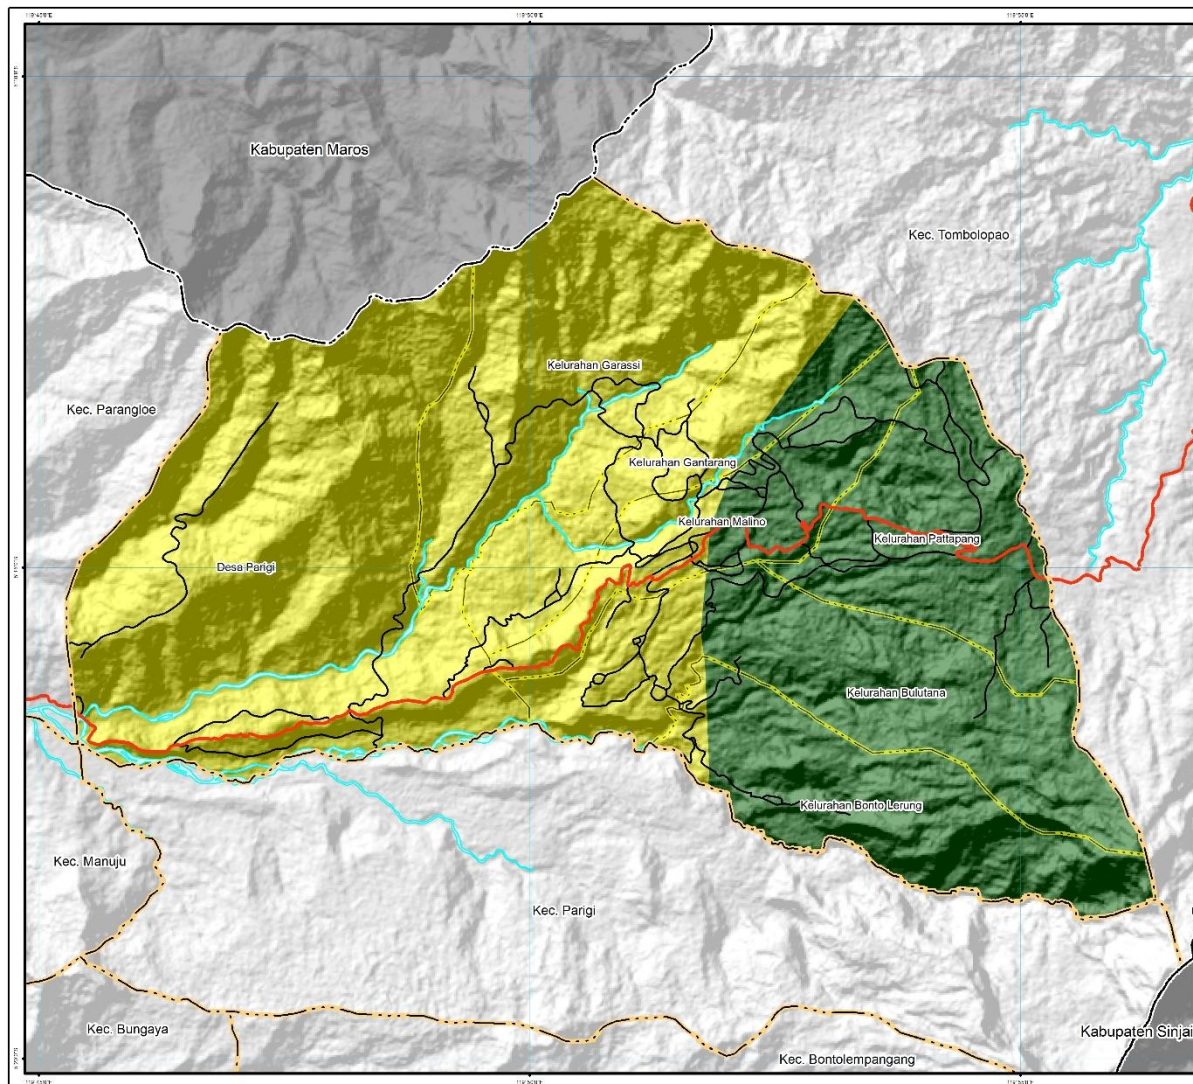 Kabupaten Maros
Kec. Tombolopao
Kelurahan Garassi
Kec. Parangloe
Kelurahan Gantarang
Kelurahan Malino
Kelurahan Pattapang
Desa Parigi
Kelurahan Bulutana
Kelurahan Bonto Lerung
Kec. Manuju
Kec. Parigi
Kec. Bungaya
Kabupaten Sinjai
Kec. Bontolempangang